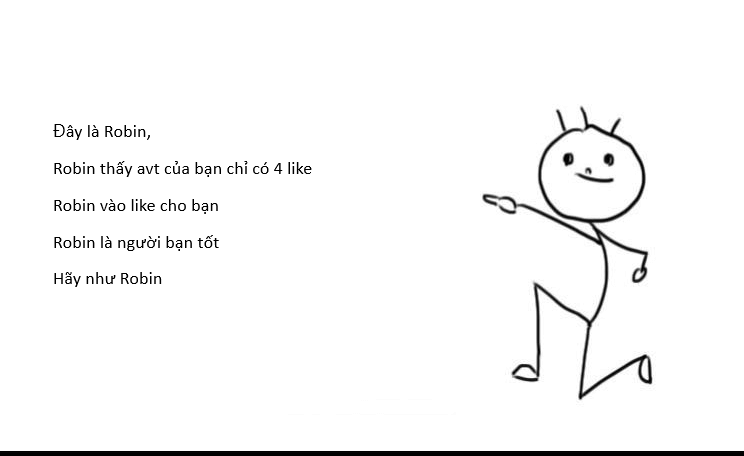 Đây là Robin,
Robin thấy avt của bạn chỉ có 4 like
Robin vào like cho bạn
Robin là người bạn tốt
Hãy như Robin